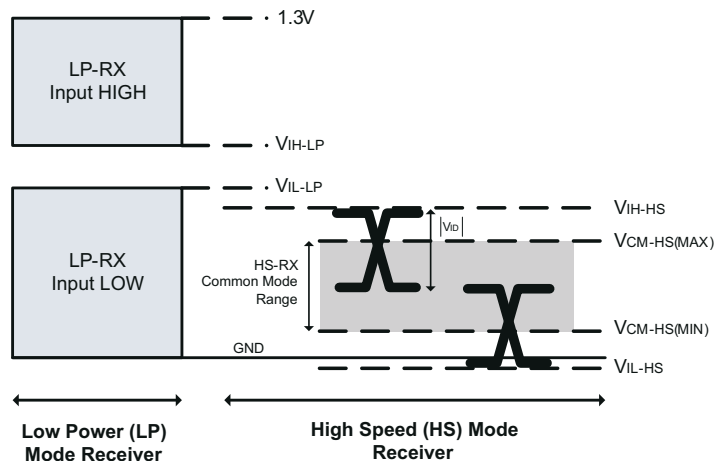 1.3V
LP-RX
Input HIGH
VIH-LP
VIL-LP
LP-RX
Input LOW
VIH-HS
|VID|
VCM-HS(MAX)
HS-RX
Common Mode
Range
VCM-HS(MIN)
GND
VIL-HS
Low Power (LP)
Mode Receiver
High Speed (HS) Mode
Receiver